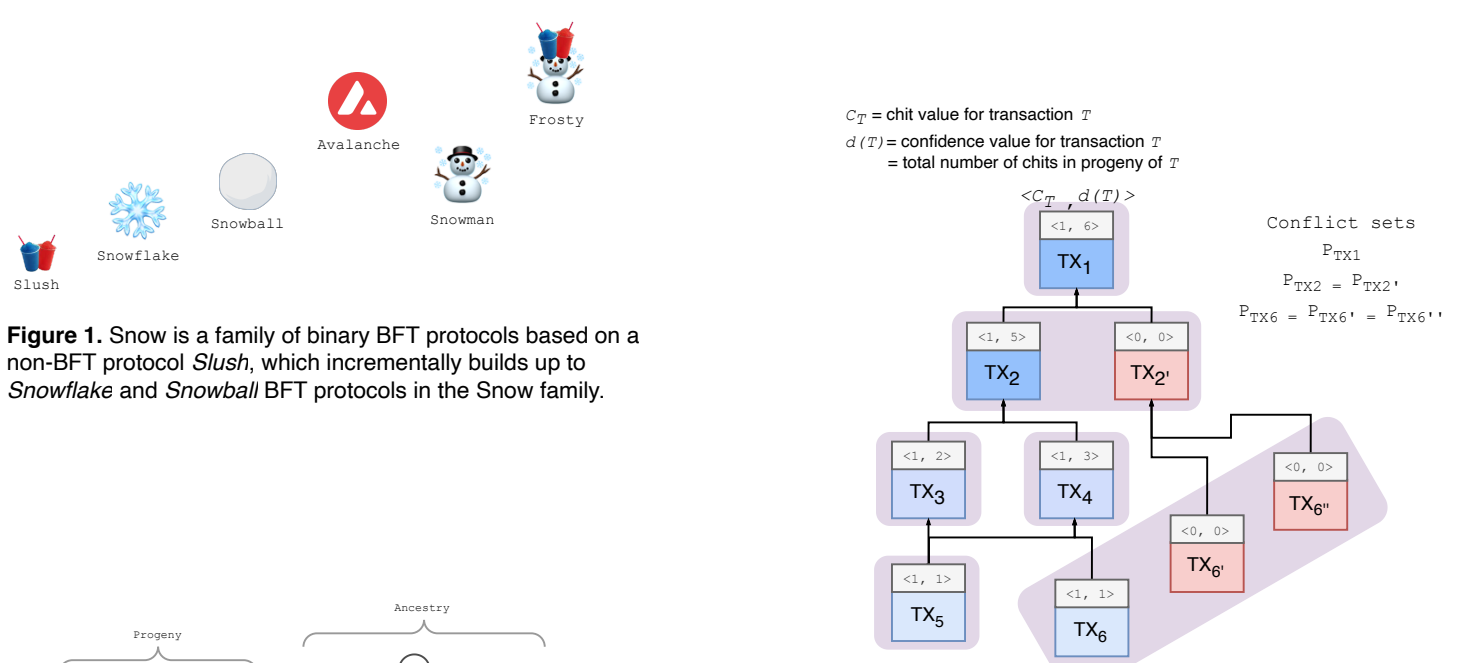 Frosty
Avalanche
Snowman
Snowball
Snowflake
Slush
Figure 1. Snow is a family of binary BFT protocols based on a
non-BFT protocol Slush, which incrementally builds up to
Snowflake and Snowball BFT protocols in the Snow family.
Ancestry
Progeny
C_T = chit value for transaction T
d(T)= confidence value for transaction T
= total number of chits in progeny of T
<C_T , d(T)>
<1, 6>
TX1
Conflict sets
P_TX1
P_TX2 = P_TX2'
P_TX6 = P_TX6' = P_TX6''
<1, 5>
TX2
<0, 0>
TX2'
<1, 2>
TX3
<1, 3>
TX4
<0, 0>
TX6"
<0, 0>
TX6'
<1, 1>
TX5
<1, 1>
TX6